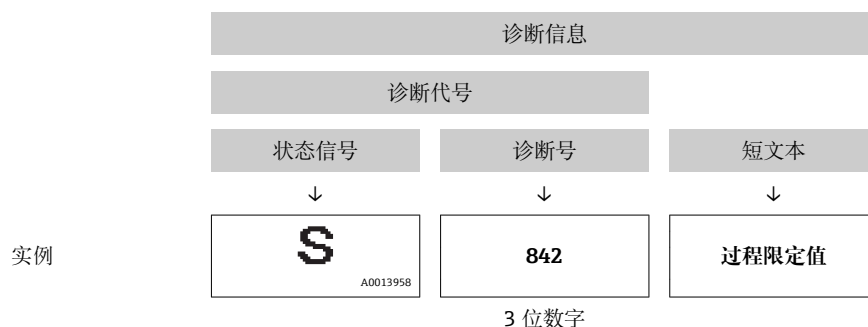 诊断信息
诊断代号
状态信号 诊断号 短文本
↓ ↓ ↓
实例 S 842 过程限定值
A0013958
3 位数字